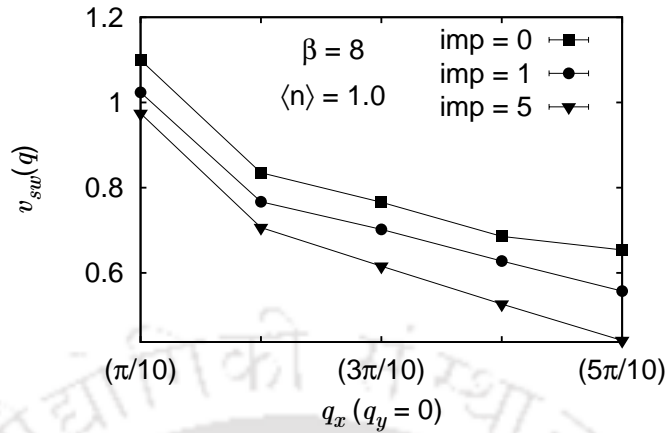 1.2
1
0.8
0.6
v_sw(q)
β = 8
⟨n⟩ = 1.0
imp = 0
imp = 1
imp = 5
(π/10)
(3π/10)
(5π/10)
q_x (q_y = 0)